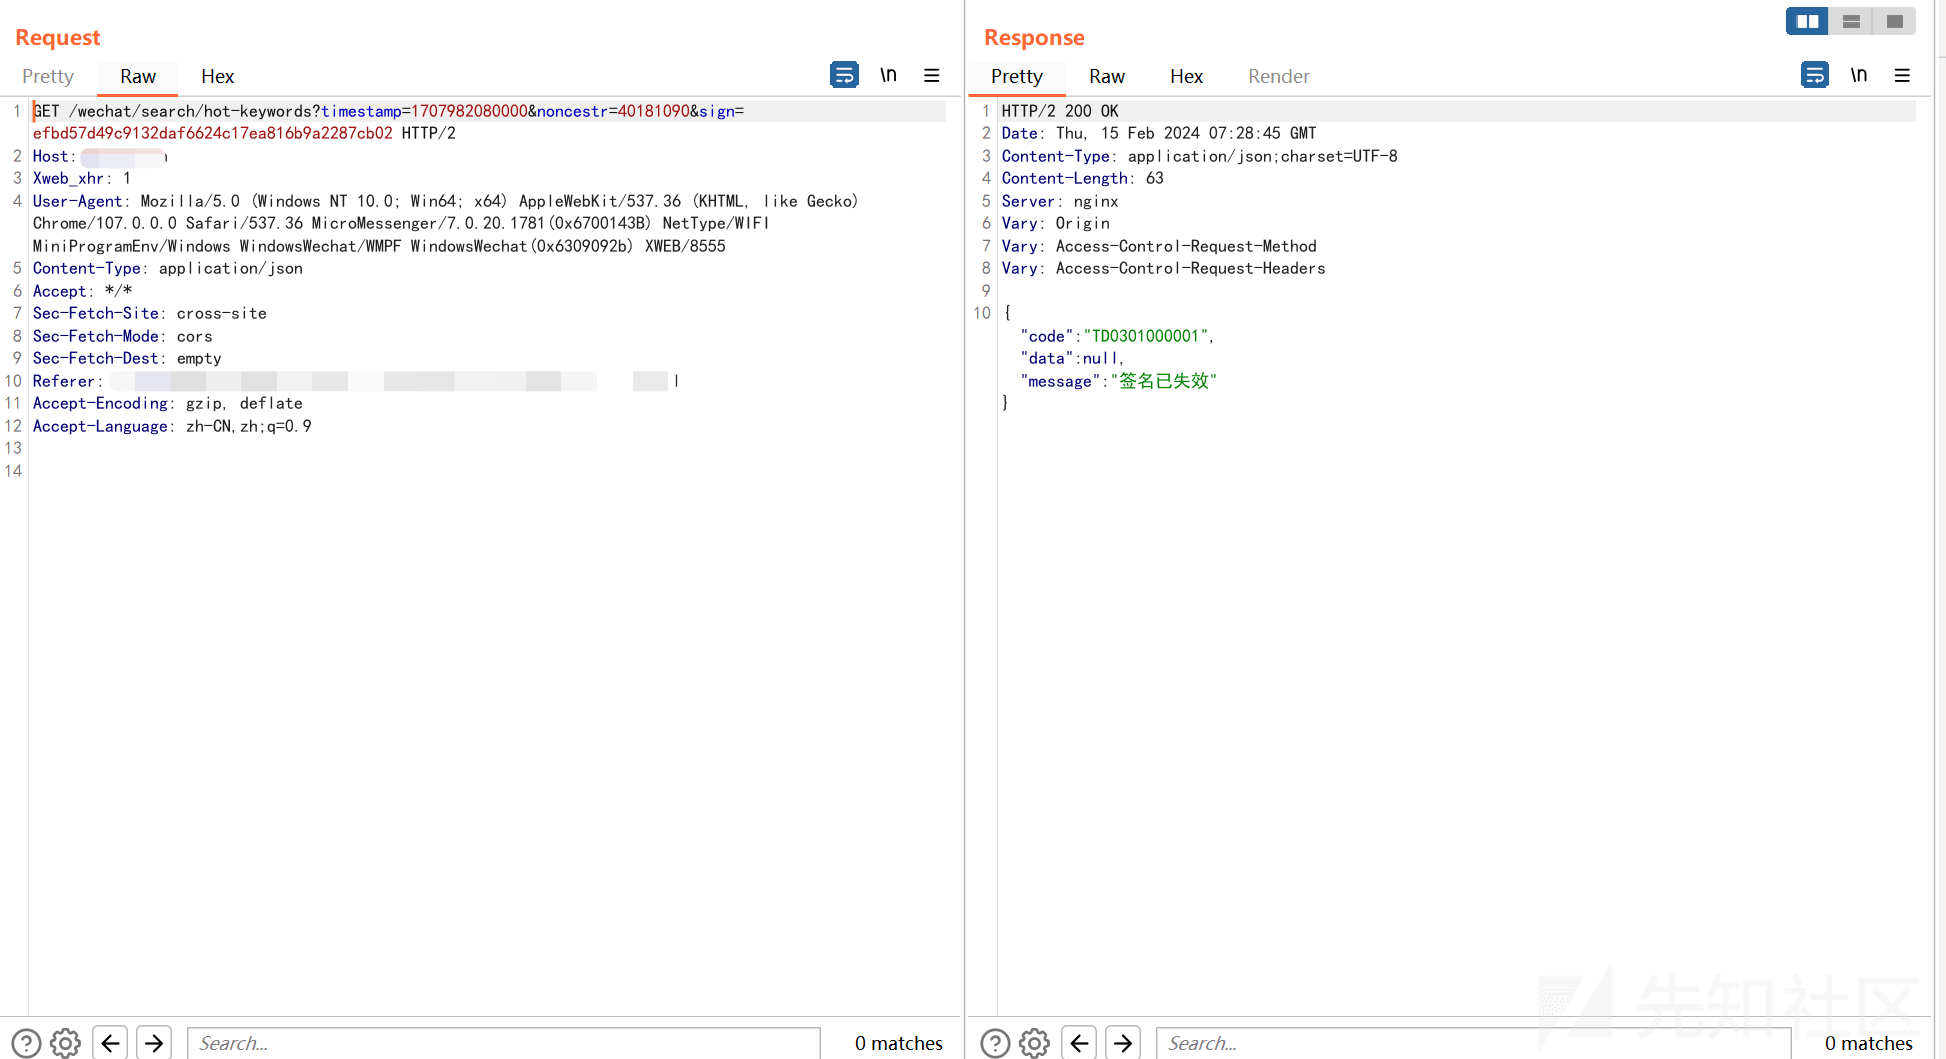 Request
Pretty Raw Hex \n
1 GET /wechat/search/hot-keywords?timestamp=1707982080000&noncestr=40181090&sign=
efbd57d49c9132daf6624c17ea816b9a2287cb02 HTTP/2
2 Host:
3 Xweb_xhr: 1
4 User-Agent: Mozilla/5.0 (Windows NT 10.0; Win64; x64) AppleWebKit/537.36 (KHTML, like Gecko)
Chrome/107.0.0.0 Safari/537.36 MicroMessenger/7.0.20.1781(0x6700143B) NetType/WIFI
MiniProgramEnv/Windows WindowsWechat/WMPF WindowsWechat(0x6309092b) XWEB/8555
5 Content-Type: application/json
6 Accept: */*
7 Sec-Fetch-Site: cross-site
8 Sec-Fetch-Mode: cors
9 Sec-Fetch-Dest: empty
10 Referer:
11 Accept-Encoding: gzip, deflate
12 Accept-Language: zh-CN,zh;q=0.9
13
14
Search...
0 matches
Response
Pretty Raw Hex Render \n
1 HTTP/2 200 OK
2 Date: Thu, 15 Feb 2024 07:28:45 GMT
3 Content-Type: application/json;charset=UTF-8
4 Content-Length: 63
5 Server: nginx
6 Vary: Origin
7 Vary: Access-Control-Request-Method
8 Vary: Access-Control-Request-Headers
9
10 {
"code":"TD0301000001",
"data":null,
"message":"签名已失效"
}
Search...
0 matches
先知社区